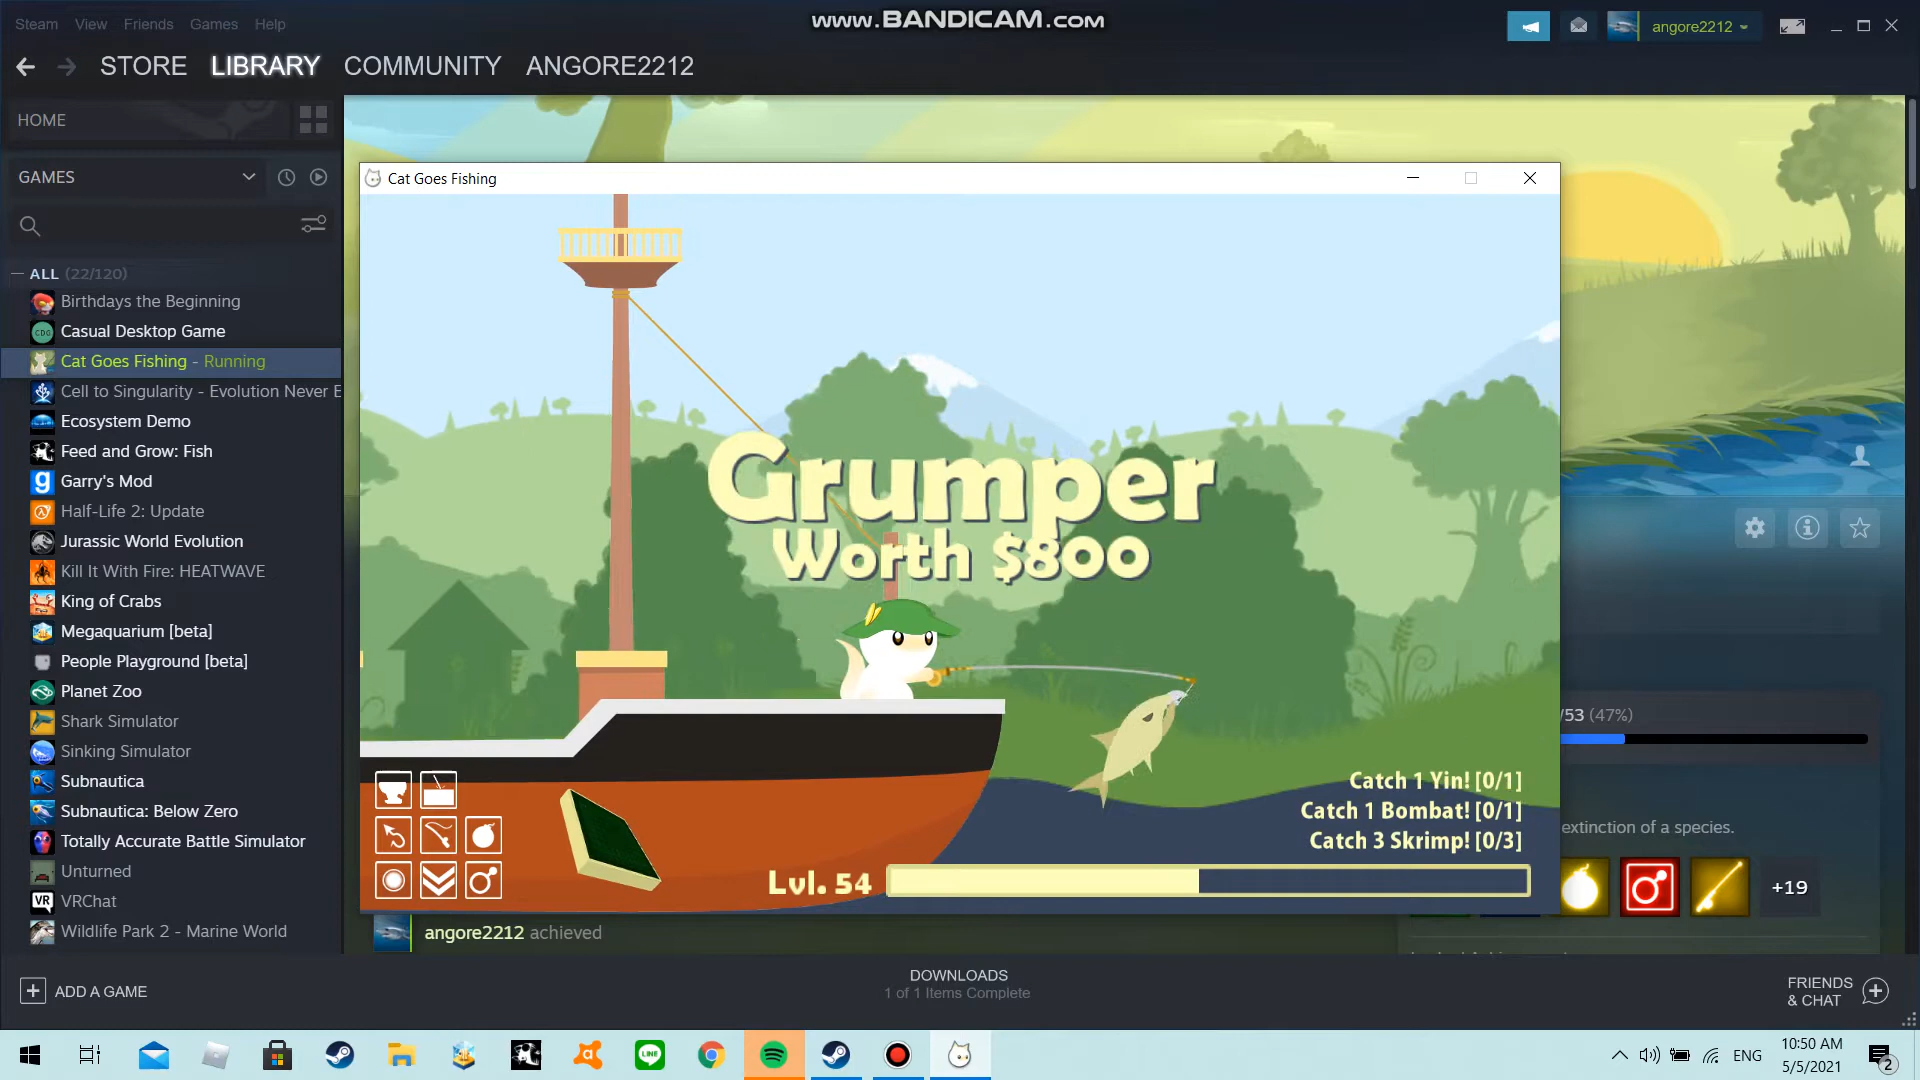 Steam View Friends Games Help
www.BANDICAM.com
angore2212
STORE LIBRARY COMMUNITY ANGORE2212
HOME
GAMES
ALL (22/120)
Birthdays the Beginning
Casual Desktop Game
Cat Goes Fishing - Running
Cell to Singularity - Evolution Never E
Ecosystem Demo
Feed and Grow: Fish
Garry's Mod
Half-Life 2: Update
Jurassic World Evolution
Kill It With Fire: HEATWAVE
King of Crabs
Megaquarium [beta]
People Playground [beta]
Planet Zoo
Shark Simulator
Sinking Simulator
Subnautica
Subnautica: Below Zero
Totally Accurate Battle Simulator
Unturned
VRChat
Wildlife Park 2 - Marine World
Cat Goes Fishing
Grumper
Worth $800
Catch 1 Yin! [0/1]
Catch 1 Bombat! [0/1]
Catch 3 Skrimp! [0/3]
Lvl. 54
/53 (47%)
extinction of a species.
+19
angore2212 achieved
ADD A GAME
DOWNLOADS
1 of 1 Items Complete
FRIENDS
& CHAT
ENG
10:50 AM
5/5/2021
2